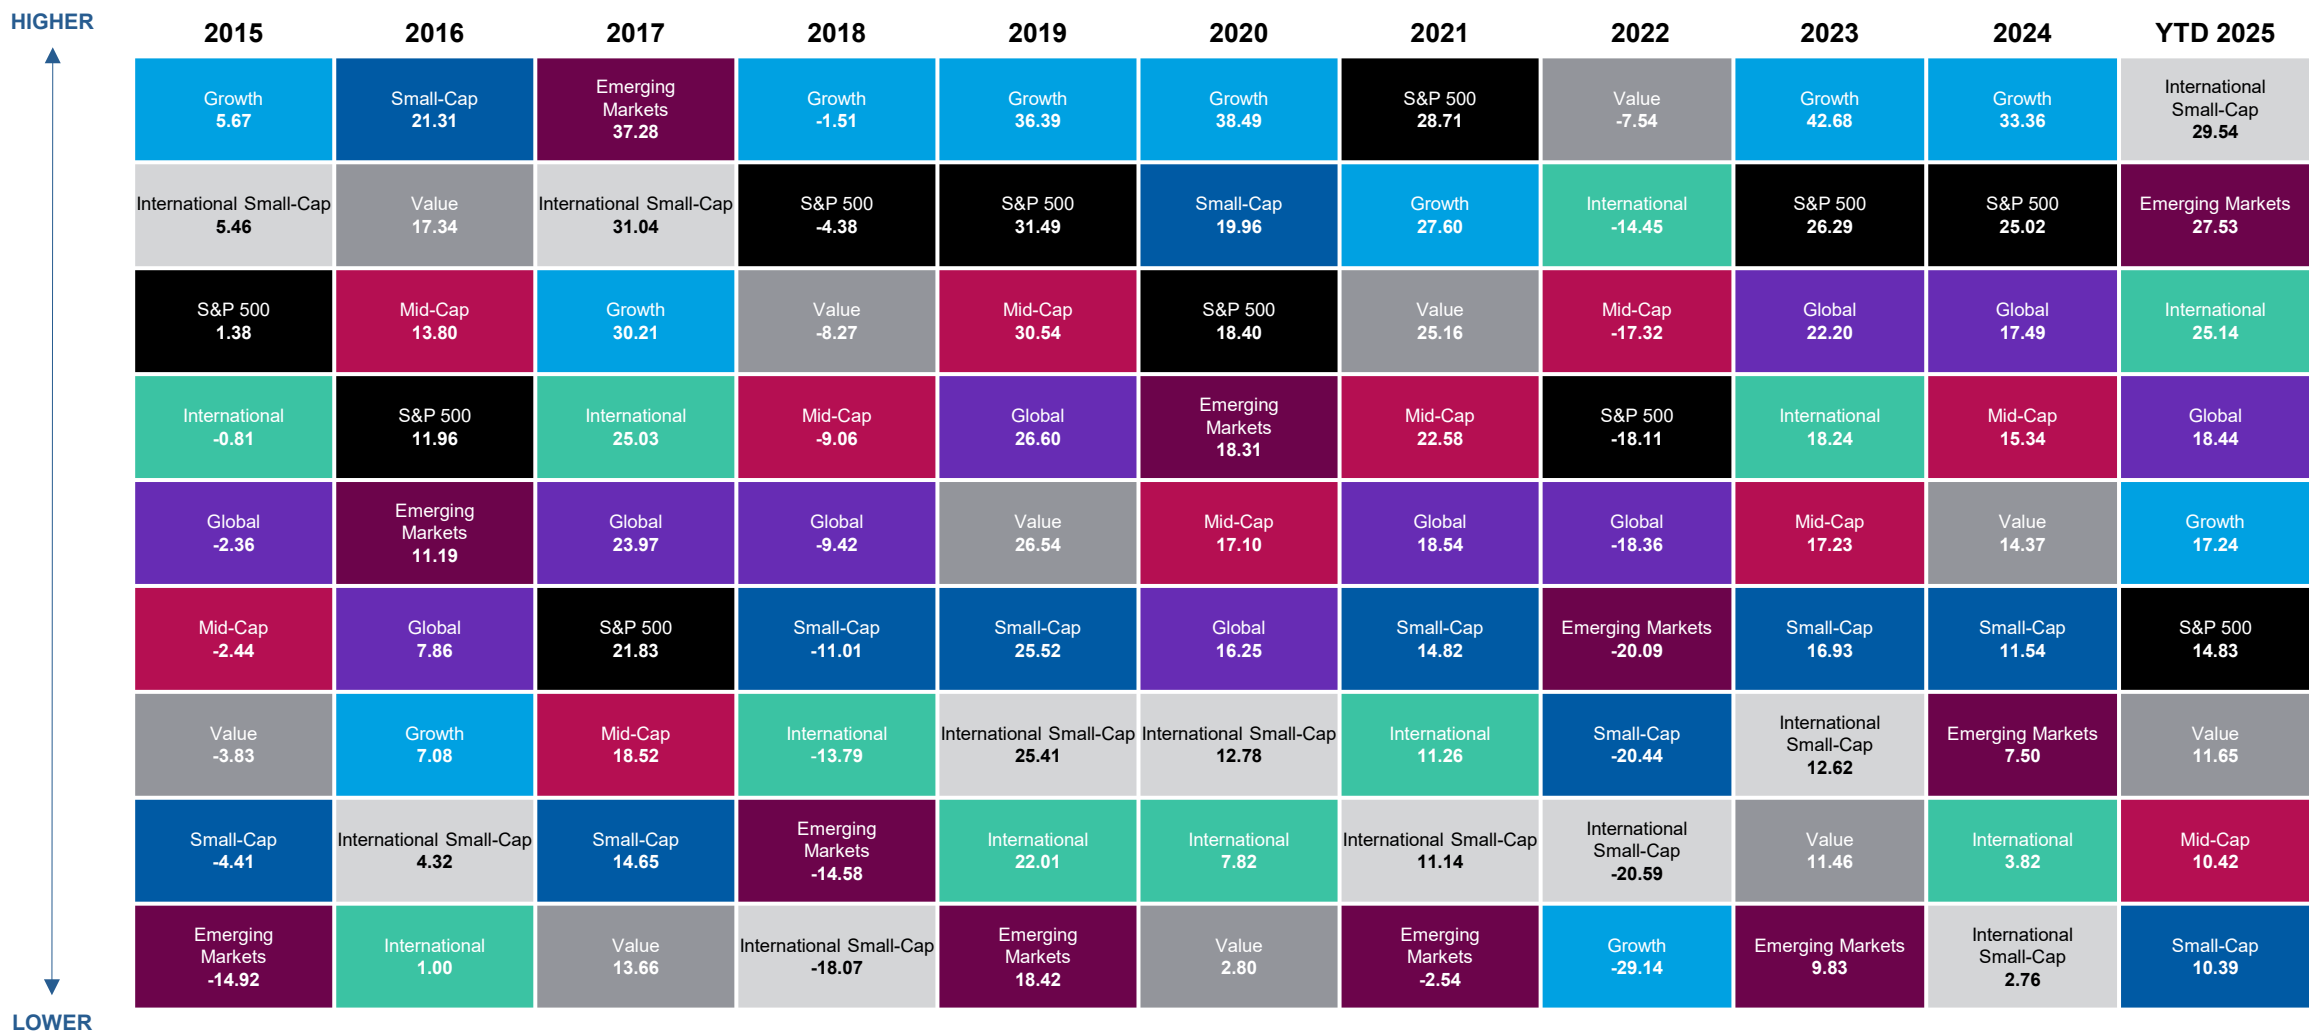 HIGHER
2015 2016 2017 2018 2019 2020 2021 2022 2023 2024 YTD 2025
Growth
5.67
Small-Cap
21.31
Emerging
Markets
37.28
Growth
-1.51
Growth
36.39
Growth
38.49
S&P 500
28.71
Value
-7.54
Growth
42.68
Growth
33.36
International
Small-Cap
29.54
International Small-Cap
5.46
Value
17.34
International Small-Cap
31.04
S&P 500
-4.38
S&P 500
31.49
Small-Cap
19.96
Growth
27.60
International
-14.45
S&P 500
26.29
S&P 500
25.02
Emerging Markets
27.53
S&P 500
1.38
Mid-Cap
13.80
Growth
30.21
Value
-8.27
Mid-Cap
30.54
S&P 500
18.40
Value
25.16
Mid-Cap
-17.32
Global
22.20
Global
17.49
International
25.14
International
-0.81
S&P 500
11.96
International
25.03
Mid-Cap
-9.06
Global
26.60
Emerging
Markets
18.31
Mid-Cap
22.58
S&P 500
-18.11
International
18.24
Mid-Cap
15.34
Global
18.44
Global
-2.36
Emerging
Markets
11.19
Global
23.97
Global
-9.42
Value
26.54
Mid-Cap
17.10
Global
18.54
Global
-18.36
Mid-Cap
17.23
Value
14.37
Growth
17.24
Mid-Cap
-2.44
Global
7.86
S&P 500
21.83
Small-Cap
-11.01
Small-Cap
25.52
Global
16.25
Small-Cap
14.82
Emerging Markets
-20.09
Small-Cap
16.93
Small-Cap
11.54
S&P 500
14.83
Value
-3.83
Growth
7.08
Mid-Cap
18.52
International
-13.79
International Small-Cap
25.41
International Small-Cap
12.78
International
11.26
Small-Cap
-20.44
International
Small-Cap
12.62
Emerging Markets
7.50
Value
11.65
Small-Cap
-4.41
International Small-Cap
4.32
Small-Cap
14.65
Emerging
Markets
-14.58
International
22.01
International
7.82
International Small-Cap
11.14
International
Small-Cap
-20.59
Value
11.46
International
3.82
Mid-Cap
10.42
Emerging
Markets
-14.92
International
1.00
Value
13.66
International Small-Cap
-18.07
Emerging
Markets
18.42
Value
2.80
Emerging
Markets
-2.54
Growth
-29.14
Emerging Markets
9.83
International
Small-Cap
2.76
Small-Cap
10.39
LOWER